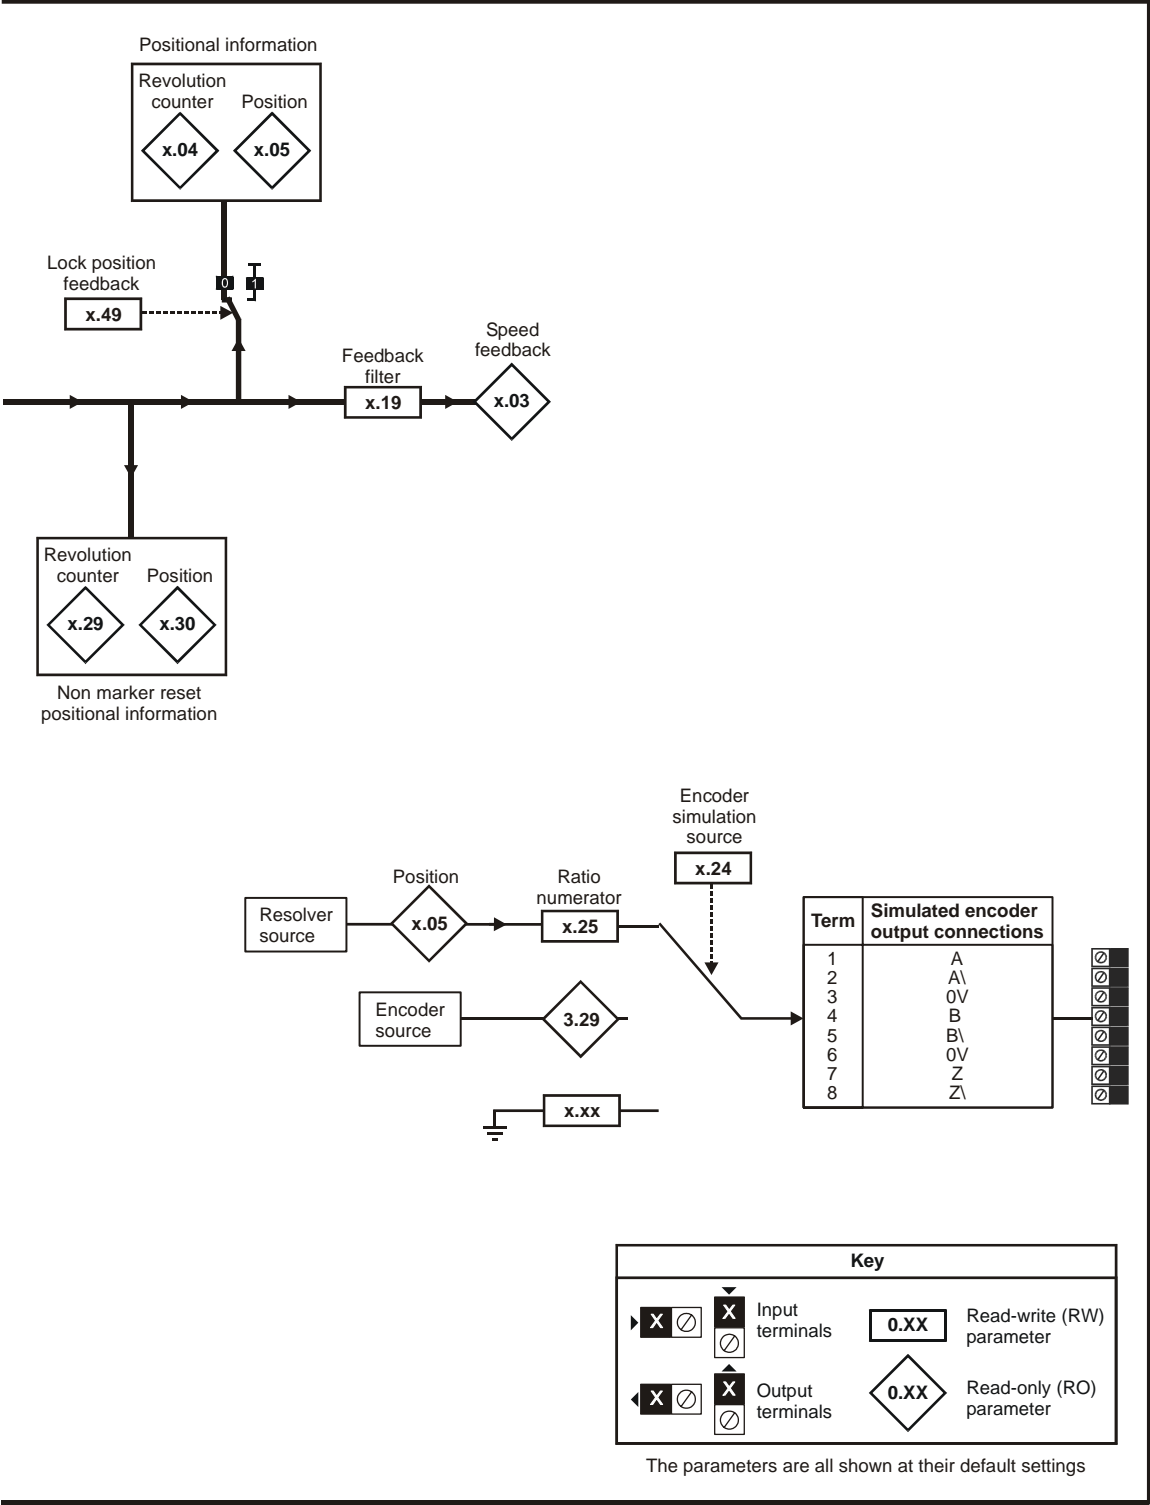 Positional information
Revolution
counter
Position
x.04
x.05
Lock position
feedback
0
1
x.49
Speed
feedback
Feedback
filter
x.19
x.03
Revolution
counter
Position
x.29
x.30
Non marker reset
positional information
Encoder
simulation
source
x.24
Position
Ratio
numerator
Resolver
source
x.05
x.25
Encoder
source
3.29
x.xx
Term
Simulated encoder
output connections
1 A
2 A\
3 0V
4 B
5 B\
6 0V
7 Z
8 Z\
Key
X
X
Input
terminals
0.XX
Read-write (RW)
parameter
X
X
Output
terminals
0.XX
Read-only (RO)
parameter
The parameters are all shown at their default settings